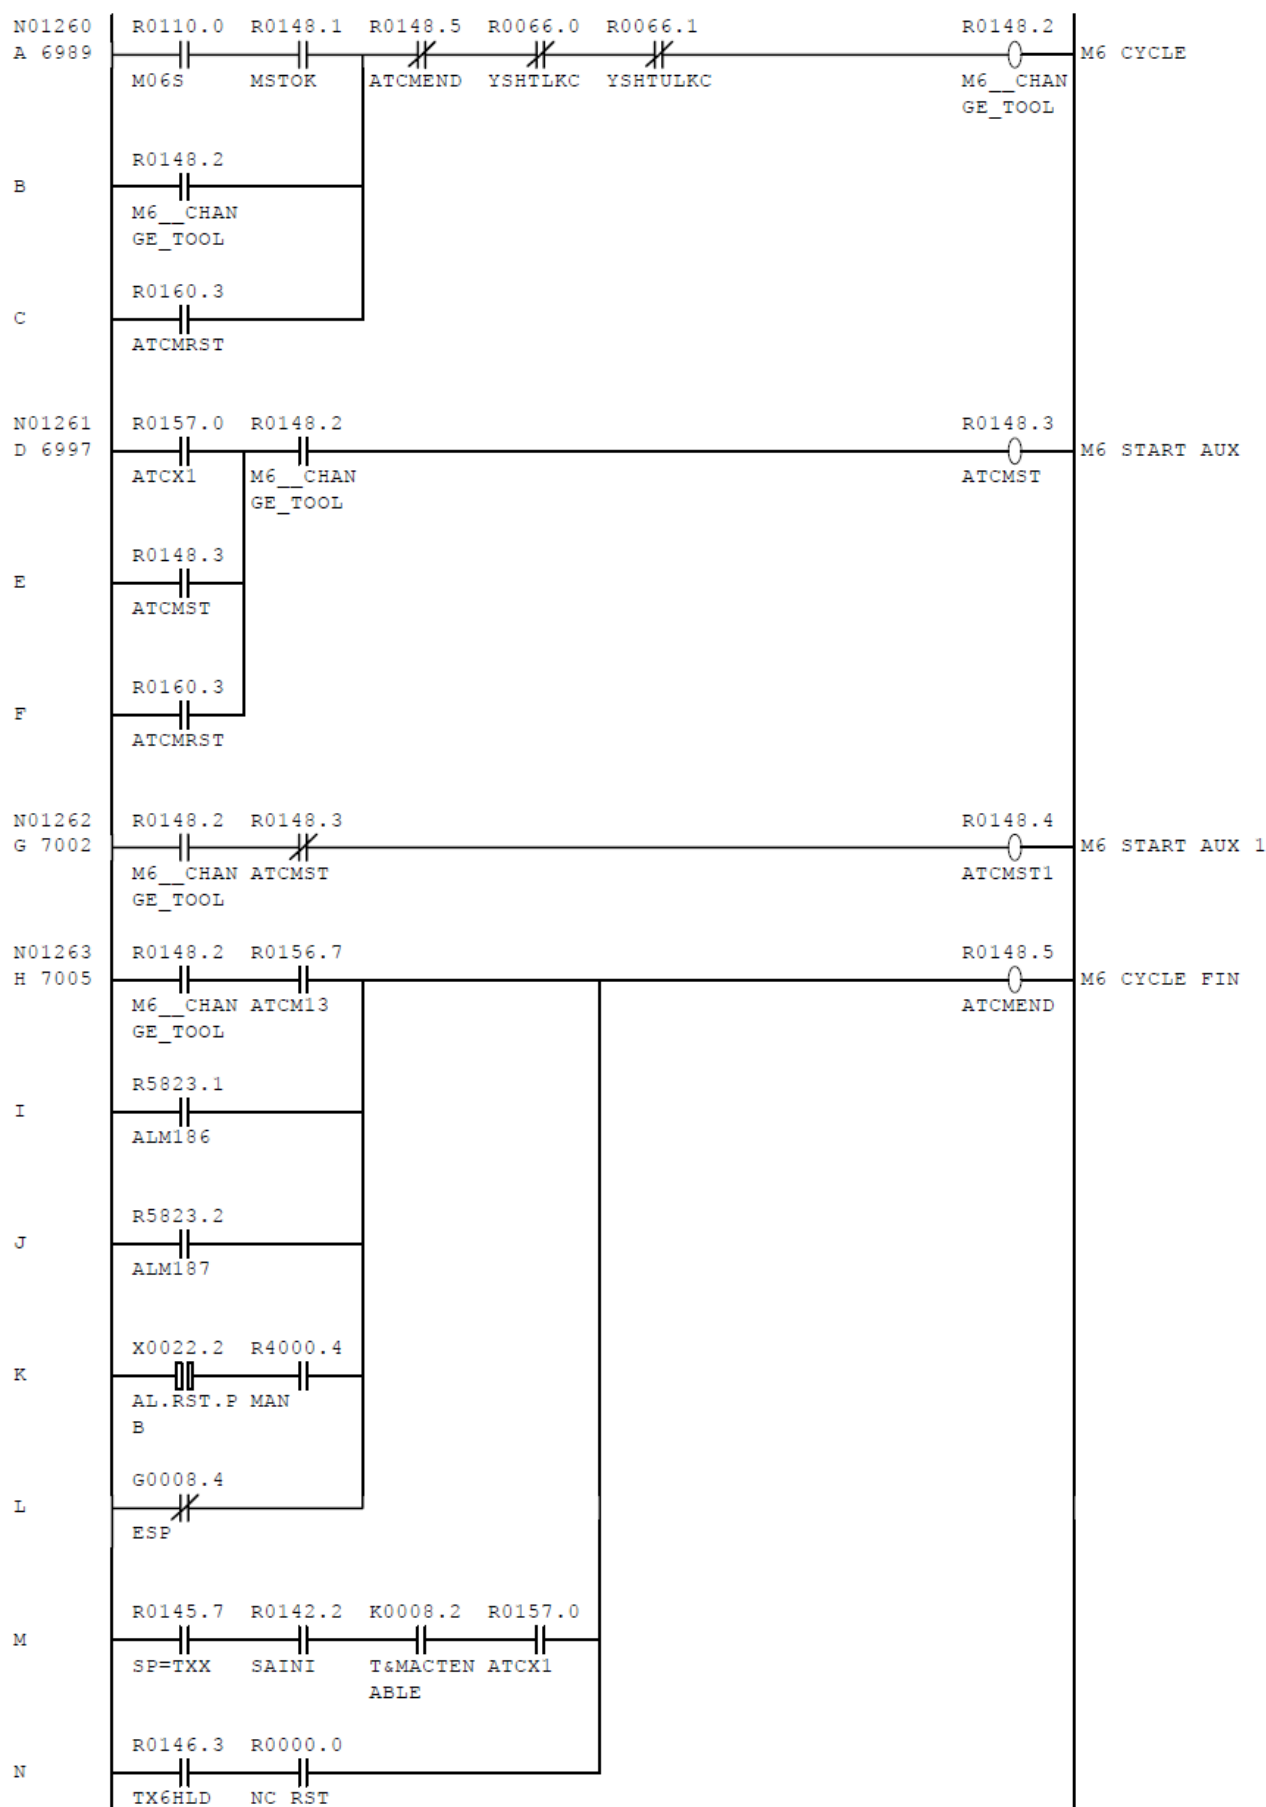 N01260 R0110.0 R0148.1 R0148.5 R0066.0 R0066.1 R0148.2
A 6989 M6 CYCLE
M06S MSTOK ATCMEND YSHTLKC YSHTULKC M6__CHAN
GE_TOOL
R0148.2
B
M6__CHAN
GE_TOOL
R0160.3
C
ATCMRST
N01261 R0157.0 R0148.2 R0148.3
D 6997 M6 START AUX
ATCX1 M6__CHAN ATCMST
GE_TOOL
R0148.3
E
ATCMST
R0160.3
F
ATCMRST
N01262 R0148.2 R0148.3 R0148.4
G 7002 M6 START AUX 1
M6__CHAN ATCMST ATCMST1
GE_TOOL
N01263 R0148.2 R0156.7 R0148.5
H 7005 M6 CYCLE FIN
M6__CHAN ATCM13 ATCMEND
GE_TOOL
R5823.1
I
ALM186
R5823.2
J
ALM187
X0022.2 R4000.4
K
AL.RST.P MAN
B
G0008.4
L
ESP
R0145.7 R0142.2 K0008.2 R0157.0
M
SP=TXX SAINI T&MACTEN ATCX1
ABLE
R0146.3 R0000.0
N
TX6HLD NC RST